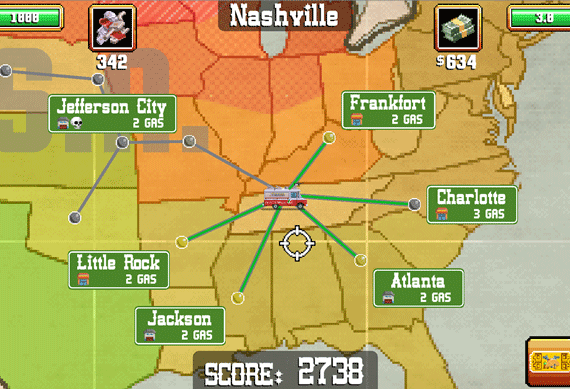 1000
Nashville
3.0
342
$634
S.A.
Jefferson City
2 GAS
Frankfort
2 GAS
Charlotte
3 GAS
Little Rock
2 GAS
Atlanta
2 GAS
Jackson
2 GAS
SCORE: 2738